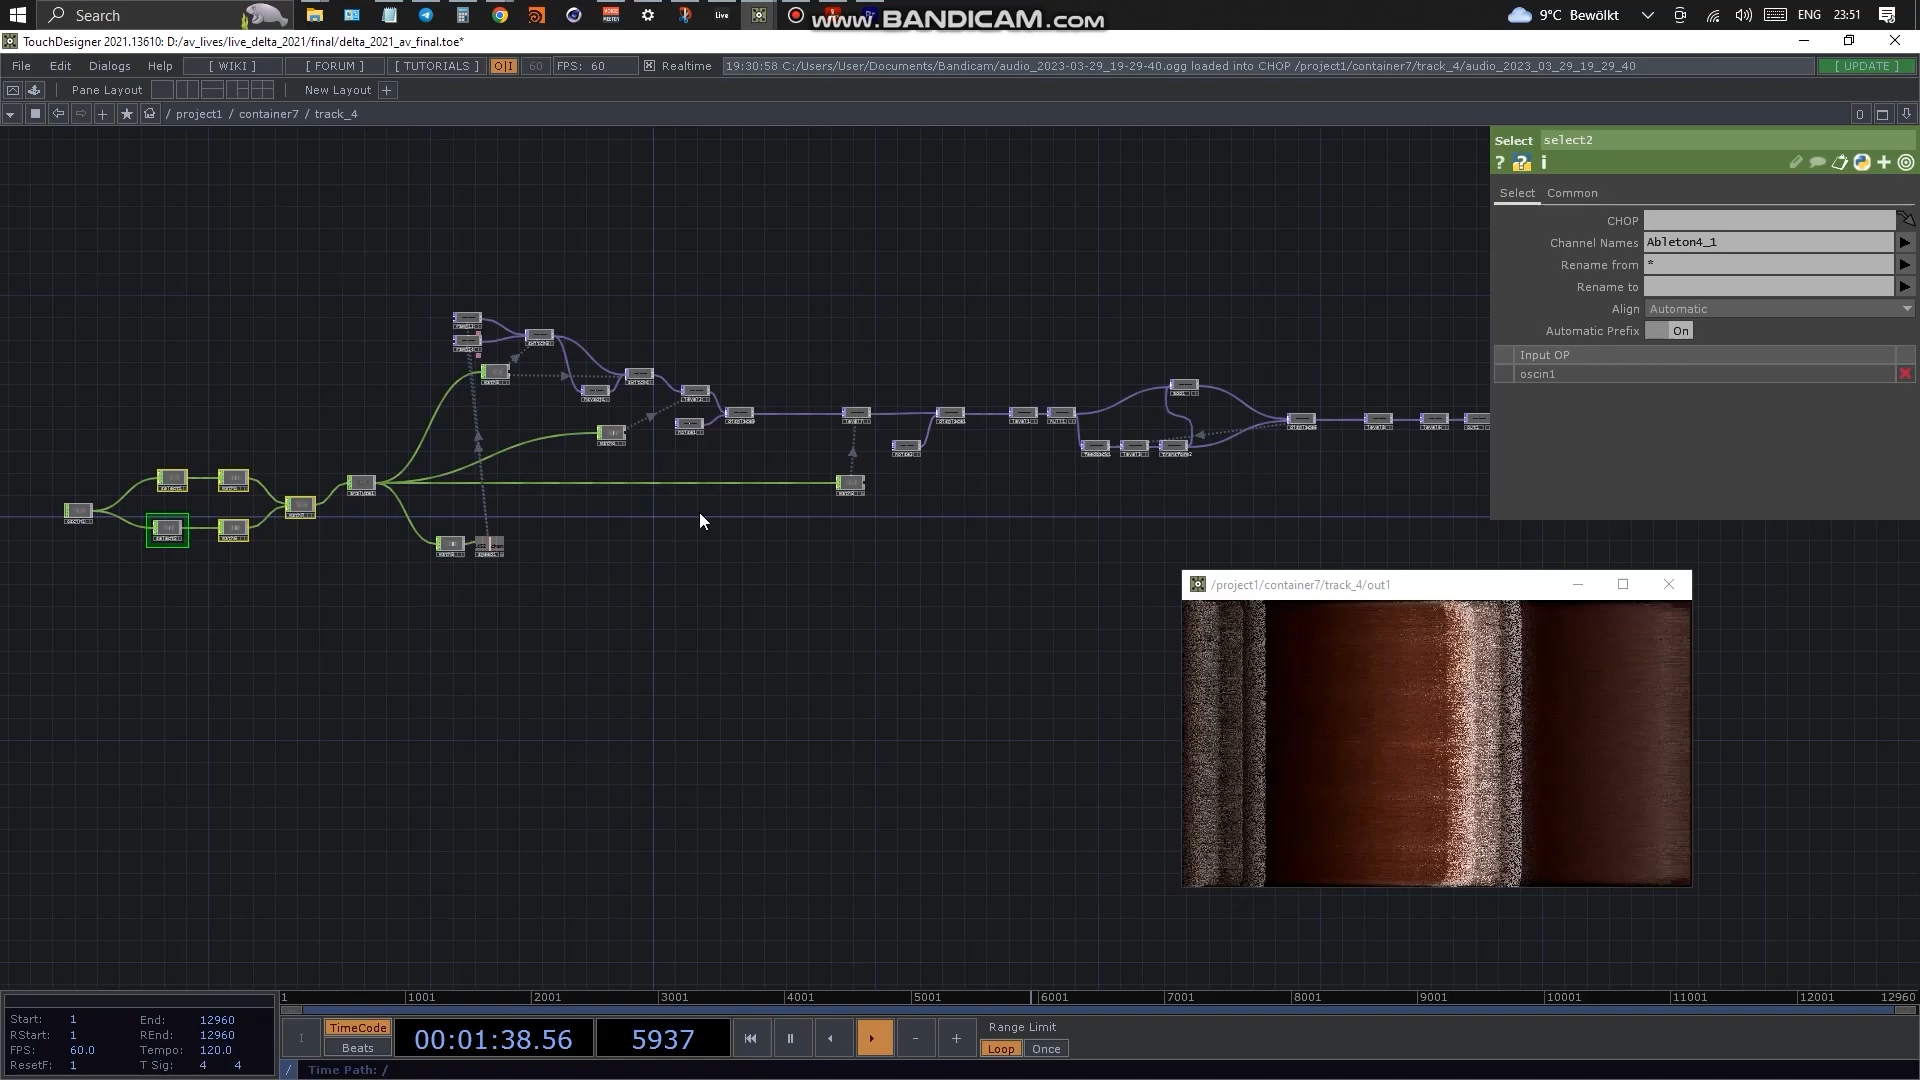 Search
Live
www.BANDICAM.com
9°C Bewölkt
ENG
23:51
TouchDesigner 2021.13610: D:/av_lives/live_delta_2021/final/delta_2021_av_final.toe*
File Edit Dialogs Help [ WIKI ] [ FORUM ] [ TUTORIALS ] O|I 60 FPS: 60 Realtime 19:30:58 C:/Users/User/Documents/Bandicam/audio_2023-03-29_19-29-40.ogg loaded into CHOP /project1/container7/track_4/audio_2023_03_29_19_29_40 [ UPDATE ]
Pane Layout New Layout +
/ project1 / container7 / track_4
0
Select select2
? ? i
Select Common
CHOP
Channel Names Ableton4_1
Rename from *
Rename to
Align Automatic
Automatic Prefix On
Input OP
oscin1
/project1/container7/track_4/out1
1 1001 2001 3001 4001 5001 6001 7001 8001 9001 10001 11001 12001 12960
Start: 1 End: 12960
RStart: 1 REnd: 12960
FPS: 60.0 Tempo: 120.0
ResetF: 1 T Sig: 4 4
TimeCode
Beats
00:01:38.56
5937
Range Limit
Loop Once
/ Time Path: /